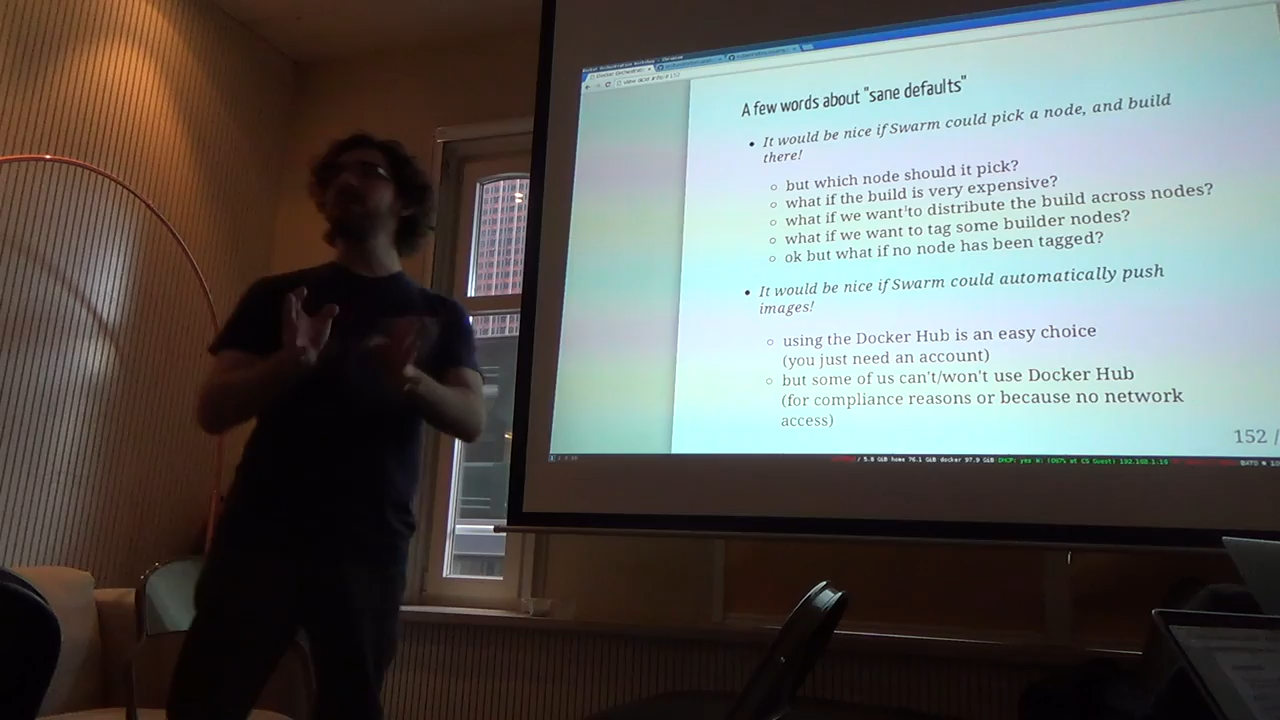 A few words about "sane defaults"
• It would be nice if Swarm could pick a node, and build
there!
○ but which node should it pick?
○ what if the build is very expensive?
○ what if we want to distribute the build across nodes?
○ what if we want to tag some builder nodes?
○ ok but what if no node has been tagged?
• It would be nice if Swarm could automatically push
images!
○ using the Docker Hub is an easy choice
(you just need an account)
○ but some of us can't/won't use Docker Hub
(for compliance reasons or because no network
access)
152 /